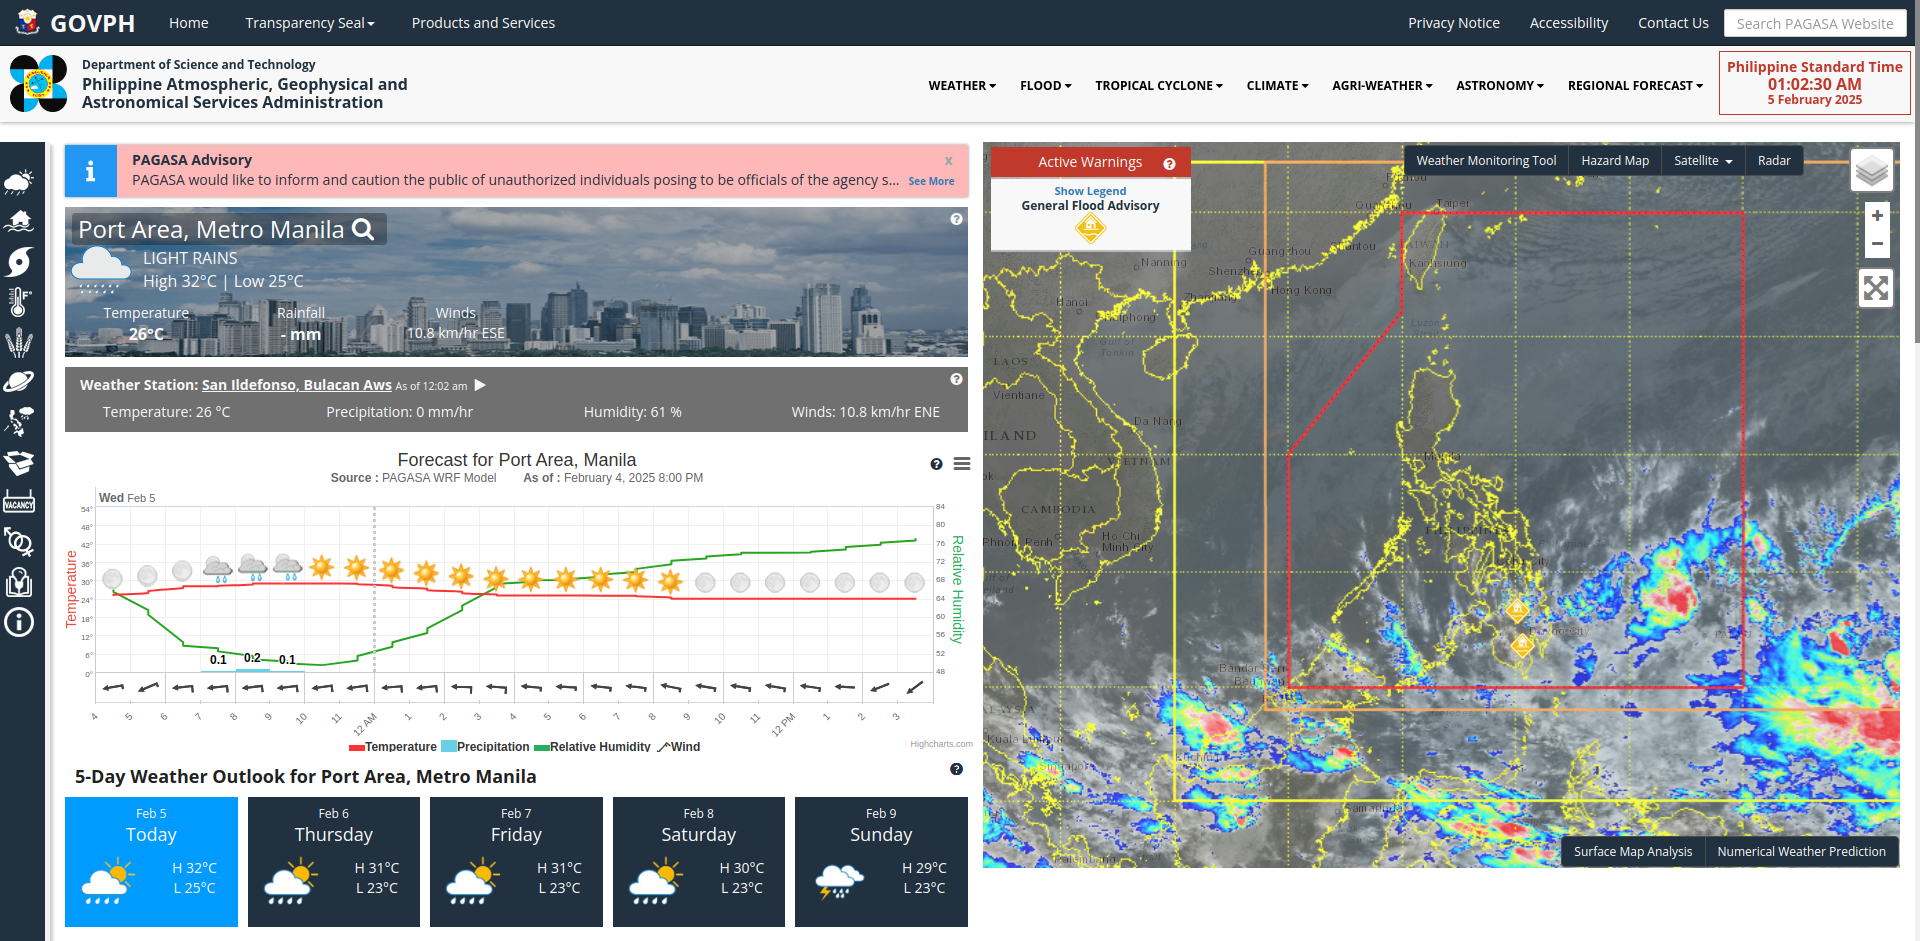 GOVPH
Home
Transparency Seal
Products and Services
Privacy Notice
Accessibility
Contact Us
Search PAGASA Website
Department of Science and Technology
Philippine Atmospheric, Geophysical and
Astronomical Services Administration
WEATHER
FLOOD
TROPICAL CYCLONE
CLIMATE
AGRI-WEATHER
ASTRONOMY
REGIONAL FORECAST
Philippine Standard Time
01:02:30 AM
5 February 2025
VACANCY
PAGASA Advisory
x
PAGASA would like to inform and caution the public of unauthorized individuals posing to be officials of the agency s... See More
Port Area, Metro Manila
LIGHT RAINS
High 32°C | Low 25°C
Temperature
Rainfall
Winds
26°C
- mm
10.8 km/hr ESE
Weather Station: San Ildefonso, Bulacan Aws As of 12:02 am
Temperature: 26 °C
Precipitation: 0 mm/hr
Humidity: 61 %
Winds: 10.8 km/hr ENE
Forecast for Port Area, Manila
Source : PAGASA WRF Model As of : February 4, 2025 8:00 PM
Wed Feb 5
Temperature
54°
48°
42°
36°
30°
24°
18°
12°
6°
0°
84
80
76
72
68
64
60
56
52
48
Relative Humidity
0.1
0.2
0.1
4
5
6
7
8
9
10
11
12 AM
1
2
3
4
5
6
7
8
9
10
11
12 PM
1
2
3
Temperature
Precipitation
Relative Humidity
Wind
Highcharts.com
5-Day Weather Outlook for Port Area, Metro Manila
Feb 5
Today
H 32°C
L 25°C
Feb 6
Thursday
H 31°C
L 23°C
Feb 7
Friday
H 31°C
L 23°C
Feb 8
Saturday
H 30°C
L 23°C
Feb 9
Sunday
H 29°C
L 23°C
Active Warnings
Show Legend
General Flood Advisory
Weather Monitoring Tool
Hazard Map
Satellite
Radar
+
−
Taipei
Guangzhou
Shantou
Nanning
Shenzhen
Kaohsiung
Hong Kong
Zhanjiang
Hanoi
Haiphong
Gulf of
Tonkin
Luzon
LAOS
Vientiane
Da Nang
ILAND
VIETNAM
Manila
CAMBODIA
Phnom Penh
Ho Chi
Minh City
Bandar Seri
Kuala Lumpur
Kuching
Singapore
Samarinda
Palembang
Surface Map Analysis
Numerical Weather Prediction